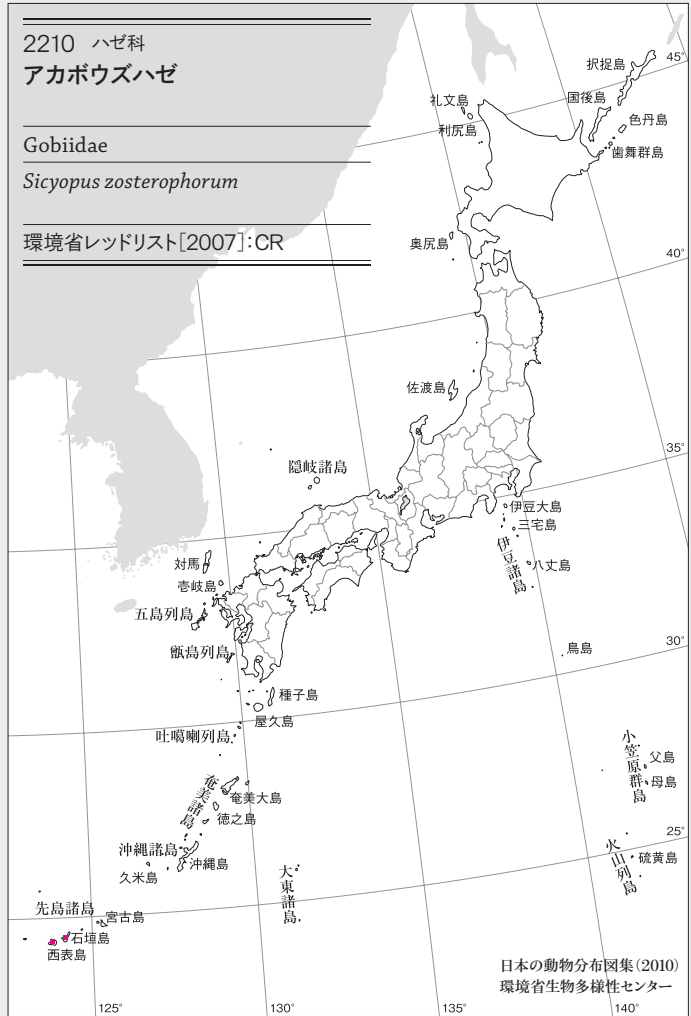 2210 ハゼ科
アカボウズハゼ
Gobiidae
Sicyopus zosterophorum
環境省レッドリスト[2007]:CR
45°
択捉島
礼文島
国後島
利尻島
色丹島
歯舞群島
奥尻島
40°
佐渡島
35°
隠岐諸島
伊豆大島
三宅島
伊豆諸島
八丈島
対馬
壱岐島
五島列島
甑島列島
鳥島
30°
種子島
屋久島
吐噶喇列島
小笠原群島
父島
母島
奄美諸島
奄美大島
徳之島
25°
沖縄諸島
沖縄島
久米島
大東諸島
火山列島
硫黄島
先島諸島
宮古島
石垣島
西表島
日本の動物分布図集(2010)
環境省生物多様性センター
125°
130°
135°
140°